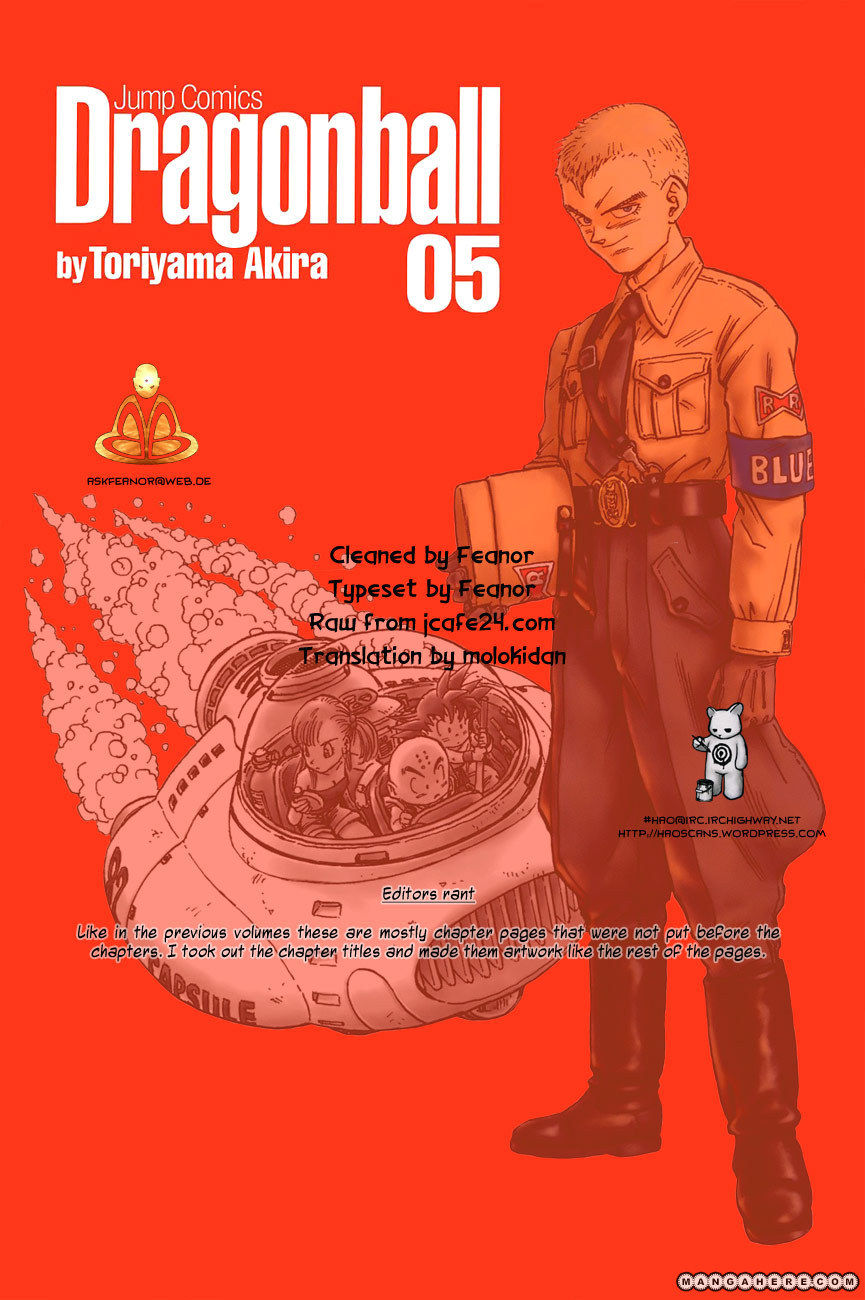 Jump Comics
Dragonball
by Toriyama Akira
05
ASKFEANOR@WEB.DE
R R
BLUE
R
Cleaned by Feanor
Typeset by Feanor
Raw from jcafe24.com
Translation by molokidan
#HAO@IRC.IRCHIGHWAY.NET
HTTP://HAOSCANS.WORDPRESS.COM
Editors rant
Like in the previous volumes these are mostly chapter pages that were not put before the
chapters. I took out the chapter titles and made them artwork like the rest of the pages.
CAPSULE
MANGAHERE.COM